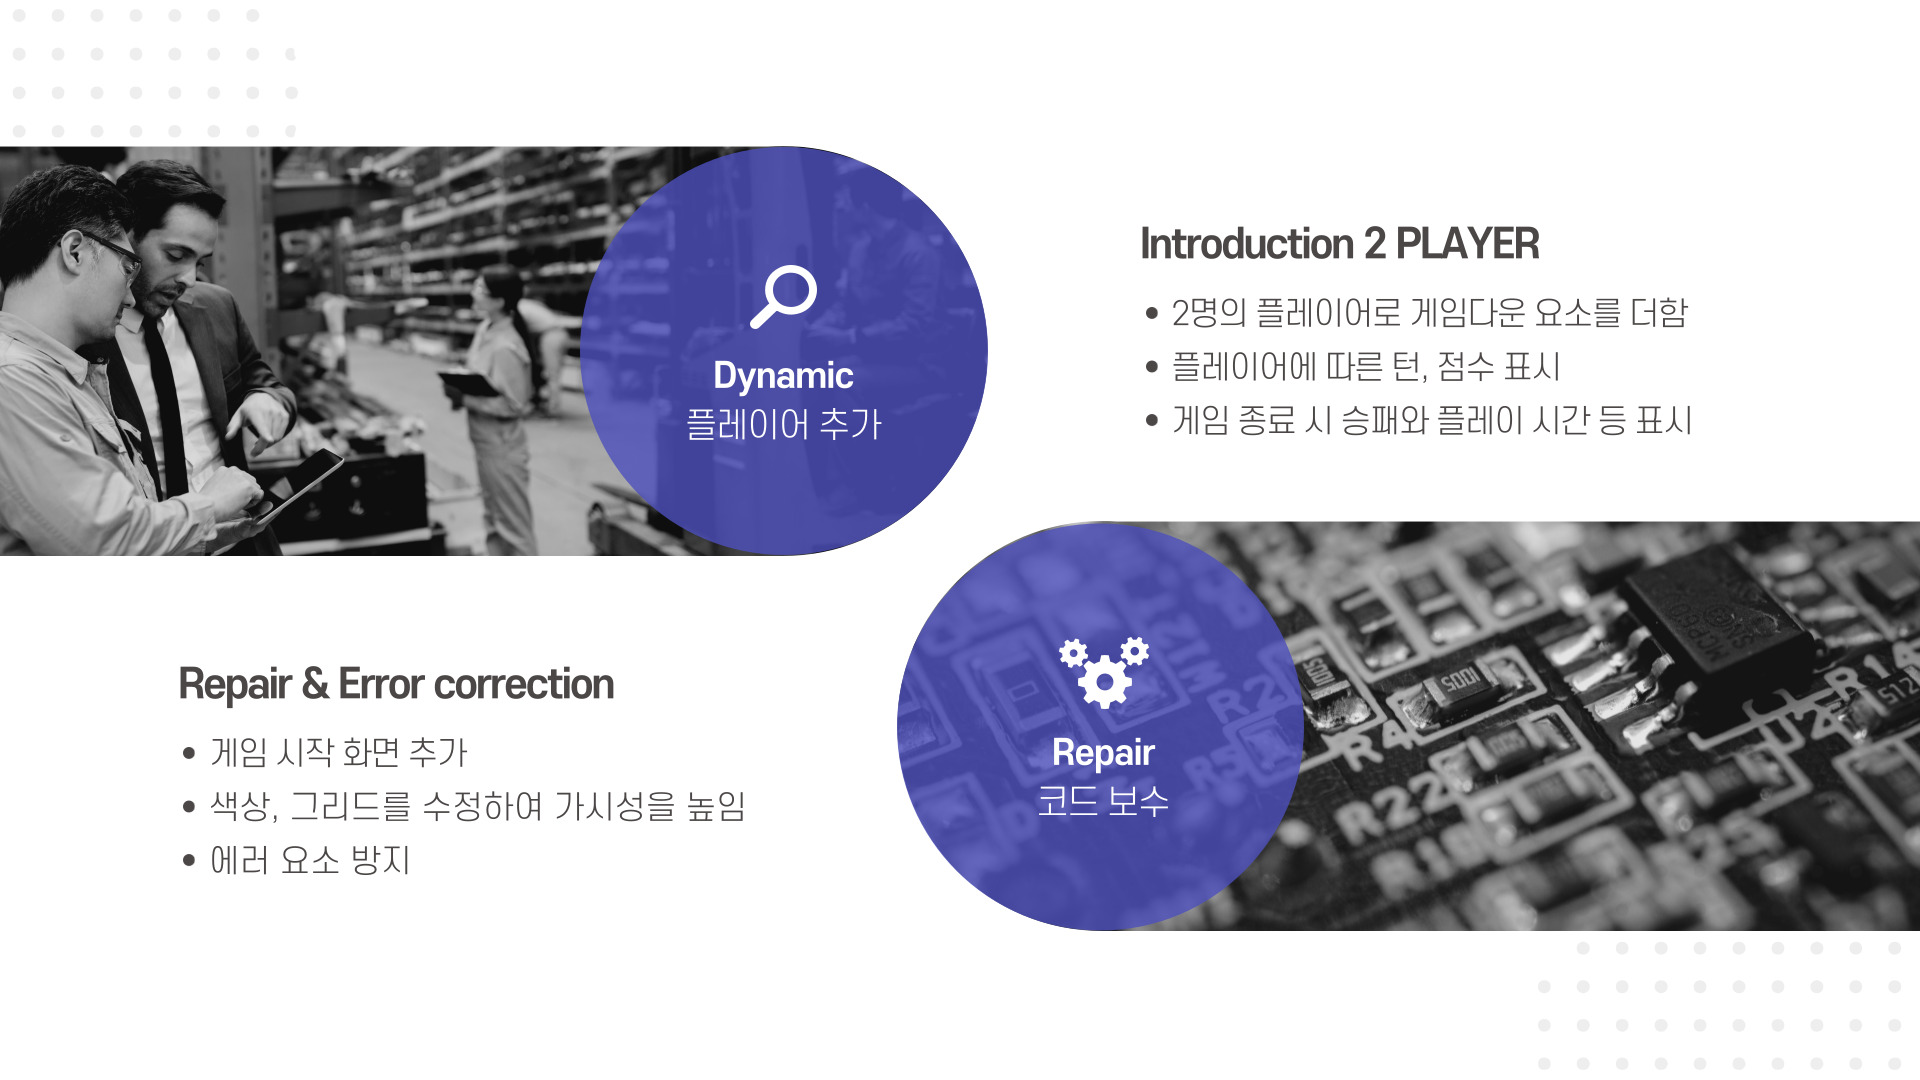 Dynamic
플레이어 추가
Introduction 2 PLAYER
• 2명의 플레이어로 게임다운 요소를 더함
• 플레이어에 따른 턴, 점수 표시
• 게임 종료 시 승패와 플레이 시간 등 표시
Repair & Error correction
• 게임 시작 화면 추가
• 색상, 그리드를 수정하여 가시성을 높임
• 에러 요소 방지
Repair
코드 보수
R4
R22